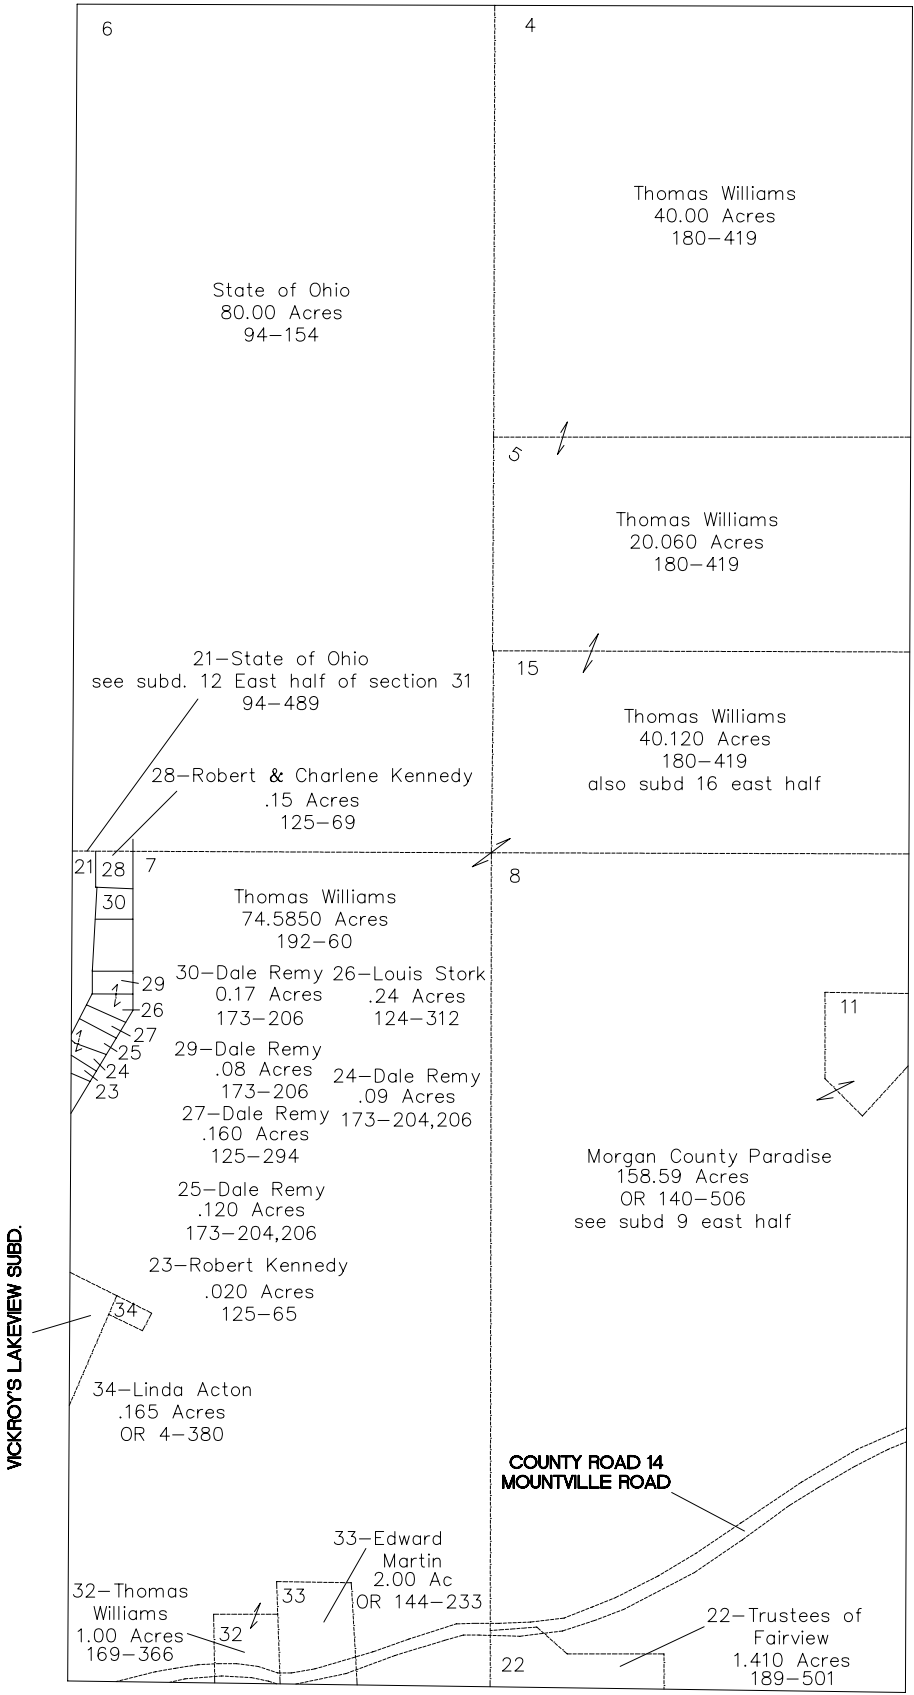 6
4
Thomas Williams
40.00 Acres
180-419
State of Ohio
80.00 Acres
94-154
5
Thomas Williams
20.060 Acres
180-419
21-State of Ohio
see subd. 12 East half of section 31
94-489
15
Thomas Williams
40.120 Acres
180-419
also subd 16 east half
28-Robert & Charlene Kennedy
.15 Acres
125-69
21
28
7
8
30
Thomas Williams
74.5850 Acres
192-60
30-Dale Remy
0.17 Acres
173-206
26-Louis Stork
.24 Acres
124-312
29
26
27
25
24
23
29-Dale Remy
.08 Acres
173-206
24-Dale Remy
.09 Acres
173-204,206
27-Dale Remy
.160 Acres
125-294
25-Dale Remy
.120 Acres
173-204,206
23-Robert Kennedy
.020 Acres
125-65
11
Morgan County Paradise
158.59 Acres
OR 140-506
see subd 9 east half
VICKROY'S LAKEVIEW SUBD.
34
34-Linda Acton
.165 Acres
OR 4-380
COUNTY ROAD 14
MOUNTVILLE ROAD
33-Edward
Martin
2.00 Ac
OR 144-233
33
32-Thomas
Williams
1.00 Acres
169-366
32
22
22-Trustees of
Fairview
1.410 Acres
189-501